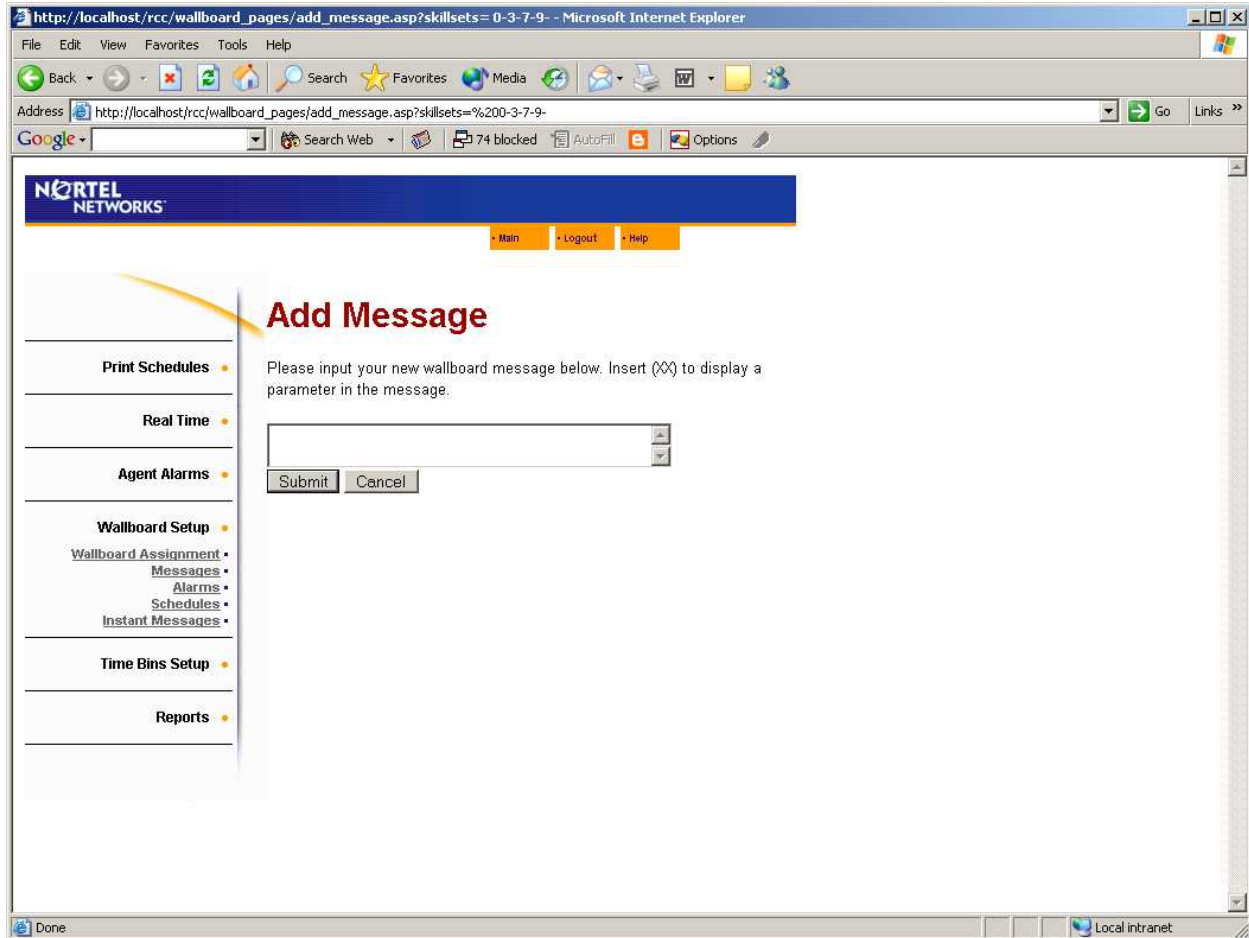 http://localhost/rcc/wallboard_pages/add_message.asp?skillsets= 0-3-7-9- - Microsoft Internet Explorer
File Edit View Favorites Tools Help
Back Search Favorites Media
Address http://localhost/rcc/wallboard_pages/add_message.asp?skillsets=%200-3-7-9- Go Links »
Google Search Web 74 blocked AutoFill Options
NORTEL
NETWORKS
Main Logout Help
Add Message
Please input your new wallboard message below. Insert (XX) to display a
parameter in the message.
Submit Cancel
Print Schedules
Real Time
Agent Alarms
Wallboard Setup
Wallboard Assignment
Messages
Alarms
Schedules
Instant Messages
Time Bins Setup
Reports
Done Local intranet